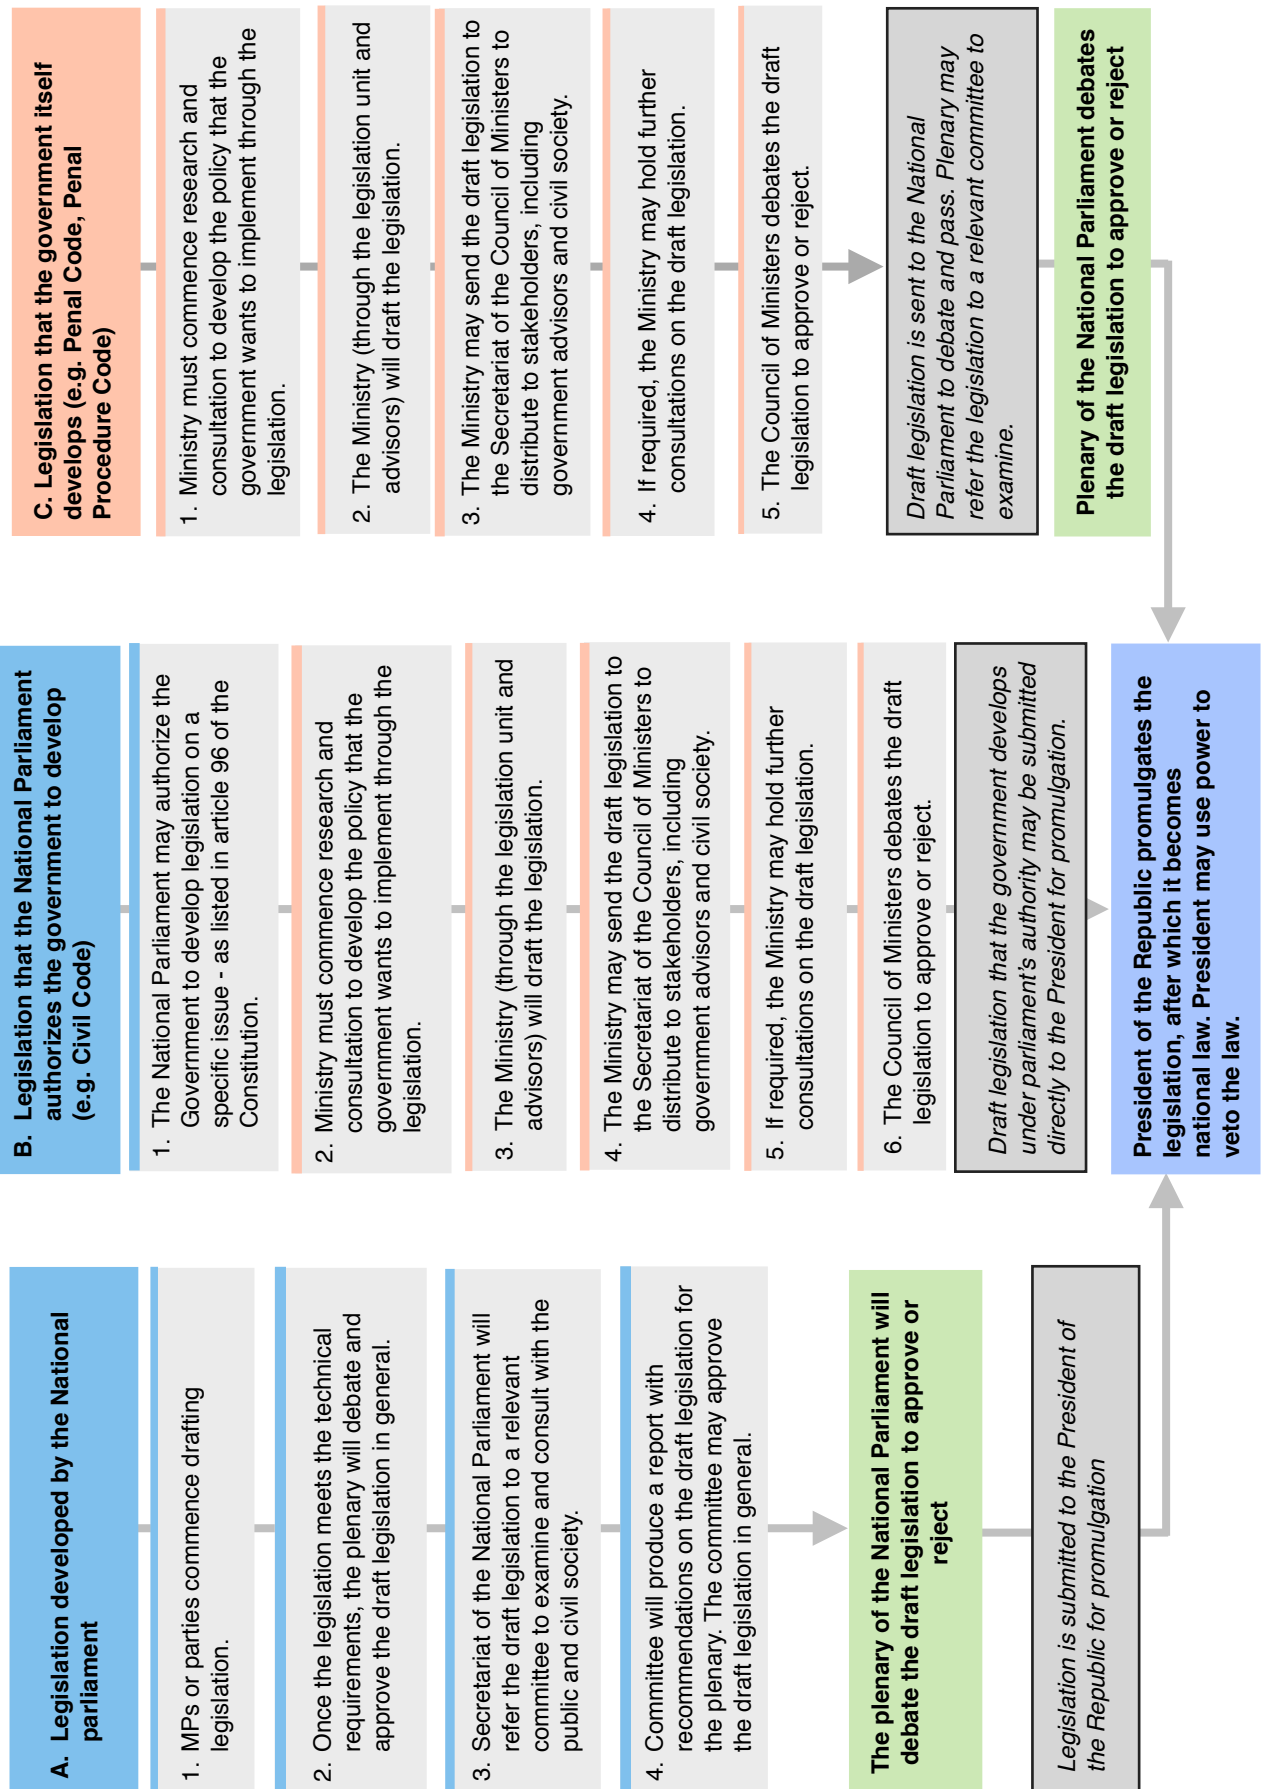 A. Legislation developed by the National
parliament
1. MPs or parties commence drafting
legislation.
2. Once the legislation meets the technical
requirements, the plenary will debate and
approve the draft legislation in general.
3. Secretariat of the National Parliament will
refer the draft legislation to a relevant
committee to examine and consult with the
public and civil society.
4. Committee will produce a report with
recommendations on the draft legislation for
the plenary. The committee may approve
the draft legislation in general.
The plenary of the National Parliament will
debate the draft legislation to approve or
reject
Legislation is submitted to the President of
the Republic for promulgation
B. Legislation that the National Parliament
authorizes the government to develop
(e.g. Civil Code)
1. The National Parliament may authorize the
Government to develop legislation on a
specific issue - as listed in article 96 of the
Constitution.
2. Ministry must commence research and
consultation to develop the policy that the
government wants to implement through the
legislation.
3. The Ministry (through the legislation unit and
advisors) will draft the legislation.
4. The Ministry may send the draft legislation to
the Secretariat of the Council of Ministers to
distribute to stakeholders, including
government advisors and civil society.
5. If required, the Ministry may hold further
consultations on the draft legislation.
6. The Council of Ministers debates the draft
legislation to approve or reject.
Draft legislation that the government develops
under parliament's authority may be submitted
directly to the President for promulgation.
President of the Republic promulgates the
legislation, after which it becomes
national law. President may use power to
veto the law.
C. Legislation that the government itself
develops (e.g. Penal Code, Penal
Procedure Code)
1. Ministry must commence research and
consultation to develop the policy that the
government wants to implement through the
legislation.
2. The Ministry (through the legislation unit and
advisors) will draft the legislation.
3. The Ministry may send the draft legislation to
the Secretariat of the Council of Ministers to
distribute to stakeholders, including
government advisors and civil society.
4. If required, the Ministry may hold further
consultations on the draft legislation.
5. The Council of Ministers debates the draft
legislation to approve or reject.
Draft legislation is sent to the National
Parliament to debate and pass. Plenary may
refer the legislation to a relevant committee to
examine.
Plenary of the National Parliament debates
the draft legislation to approve or reject